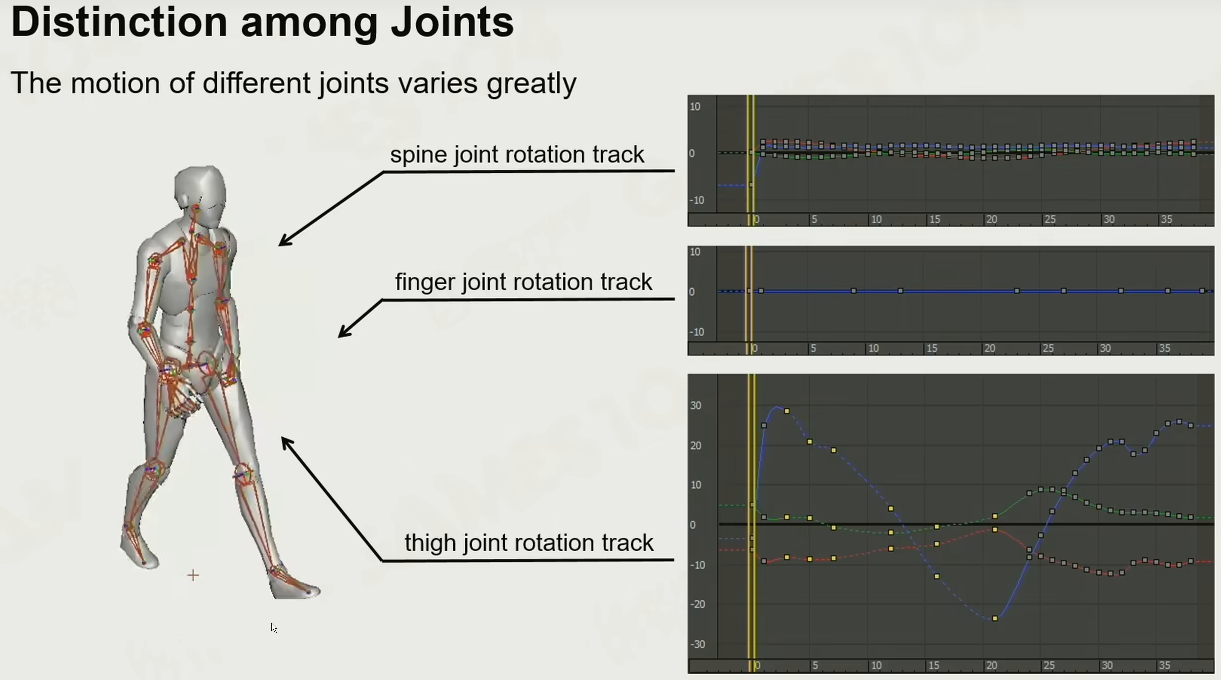 Distinction among Joints
The motion of different joints varies greatly
spine joint rotation track
10
0
-10
0 5 10 15 20 25 30 35
finger joint rotation track
10
0
-10
0 5 10 15 20 25 30 35
thigh joint rotation track
30
20
10
0
-10
-20
-30
0 5 10 15 20 25 30 35